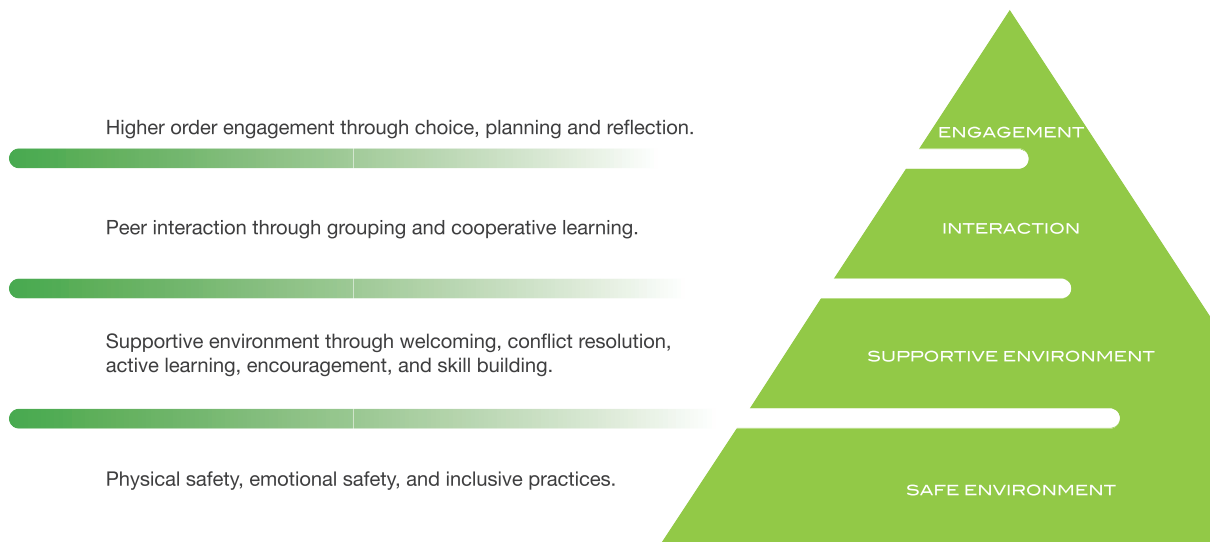 Higher order engagement through choice, planning and reflection.
ENGAGEMENT
Peer interaction through grouping and cooperative learning.
INTERACTION
Supportive environment through welcoming, conflict resolution,
active learning, encouragement, and skill building.
SUPPORTIVE ENVIRONMENT
Physical safety, emotional safety, and inclusive practices.
SAFE ENVIRONMENT